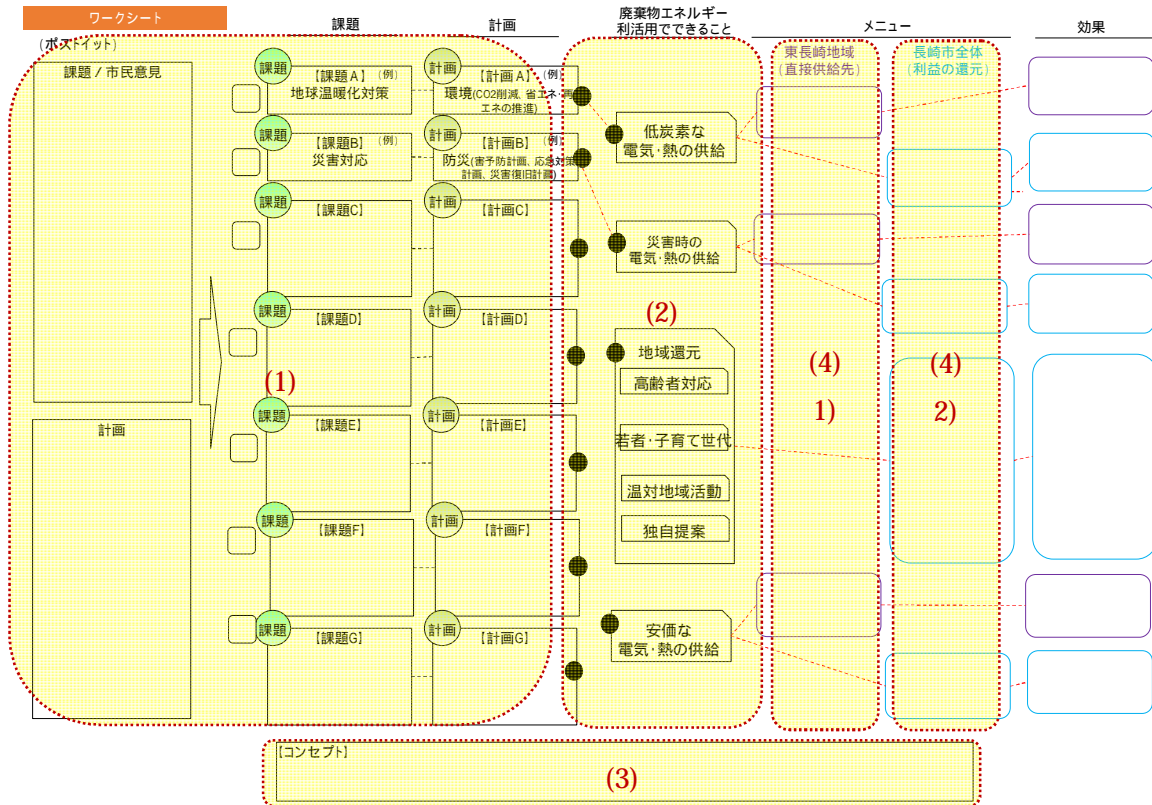 ワークシート
課題
計画
廃棄物エネルギー
利活用でできること
メニュー
効果
(ポストイット)
課題 / 市民意見
東長崎地域
(直接供給先)
長崎市全体
(利益の還元)
課題
【課題A】 (例)
地球温暖化対策
計画
【計画A】 (例)
環境(CO2削減、省エネ・再
エネの推進)
課題
【課題B】 (例)
災害対応
計画
【計画B】 (例)
防災(害予防計画、応急対策
計画、災害復旧計画)
低炭素な
電気・熱の供給
課題
【課題C】
計画
【計画C】
災害時の
電気・熱の供給
課題
【課題D】
計画
【計画D】
(1)
(2)
地域還元
高齢者対応
若者・子育て世代
温対地域活動
独自提案
(4)
1)
(4)
2)
計画
課題
【課題E】
計画
【計画E】
課題
【課題F】
計画
【計画F】
課題
【課題G】
計画
【計画G】
安価な
電気・熱の供給
【コンセプト】
(3)